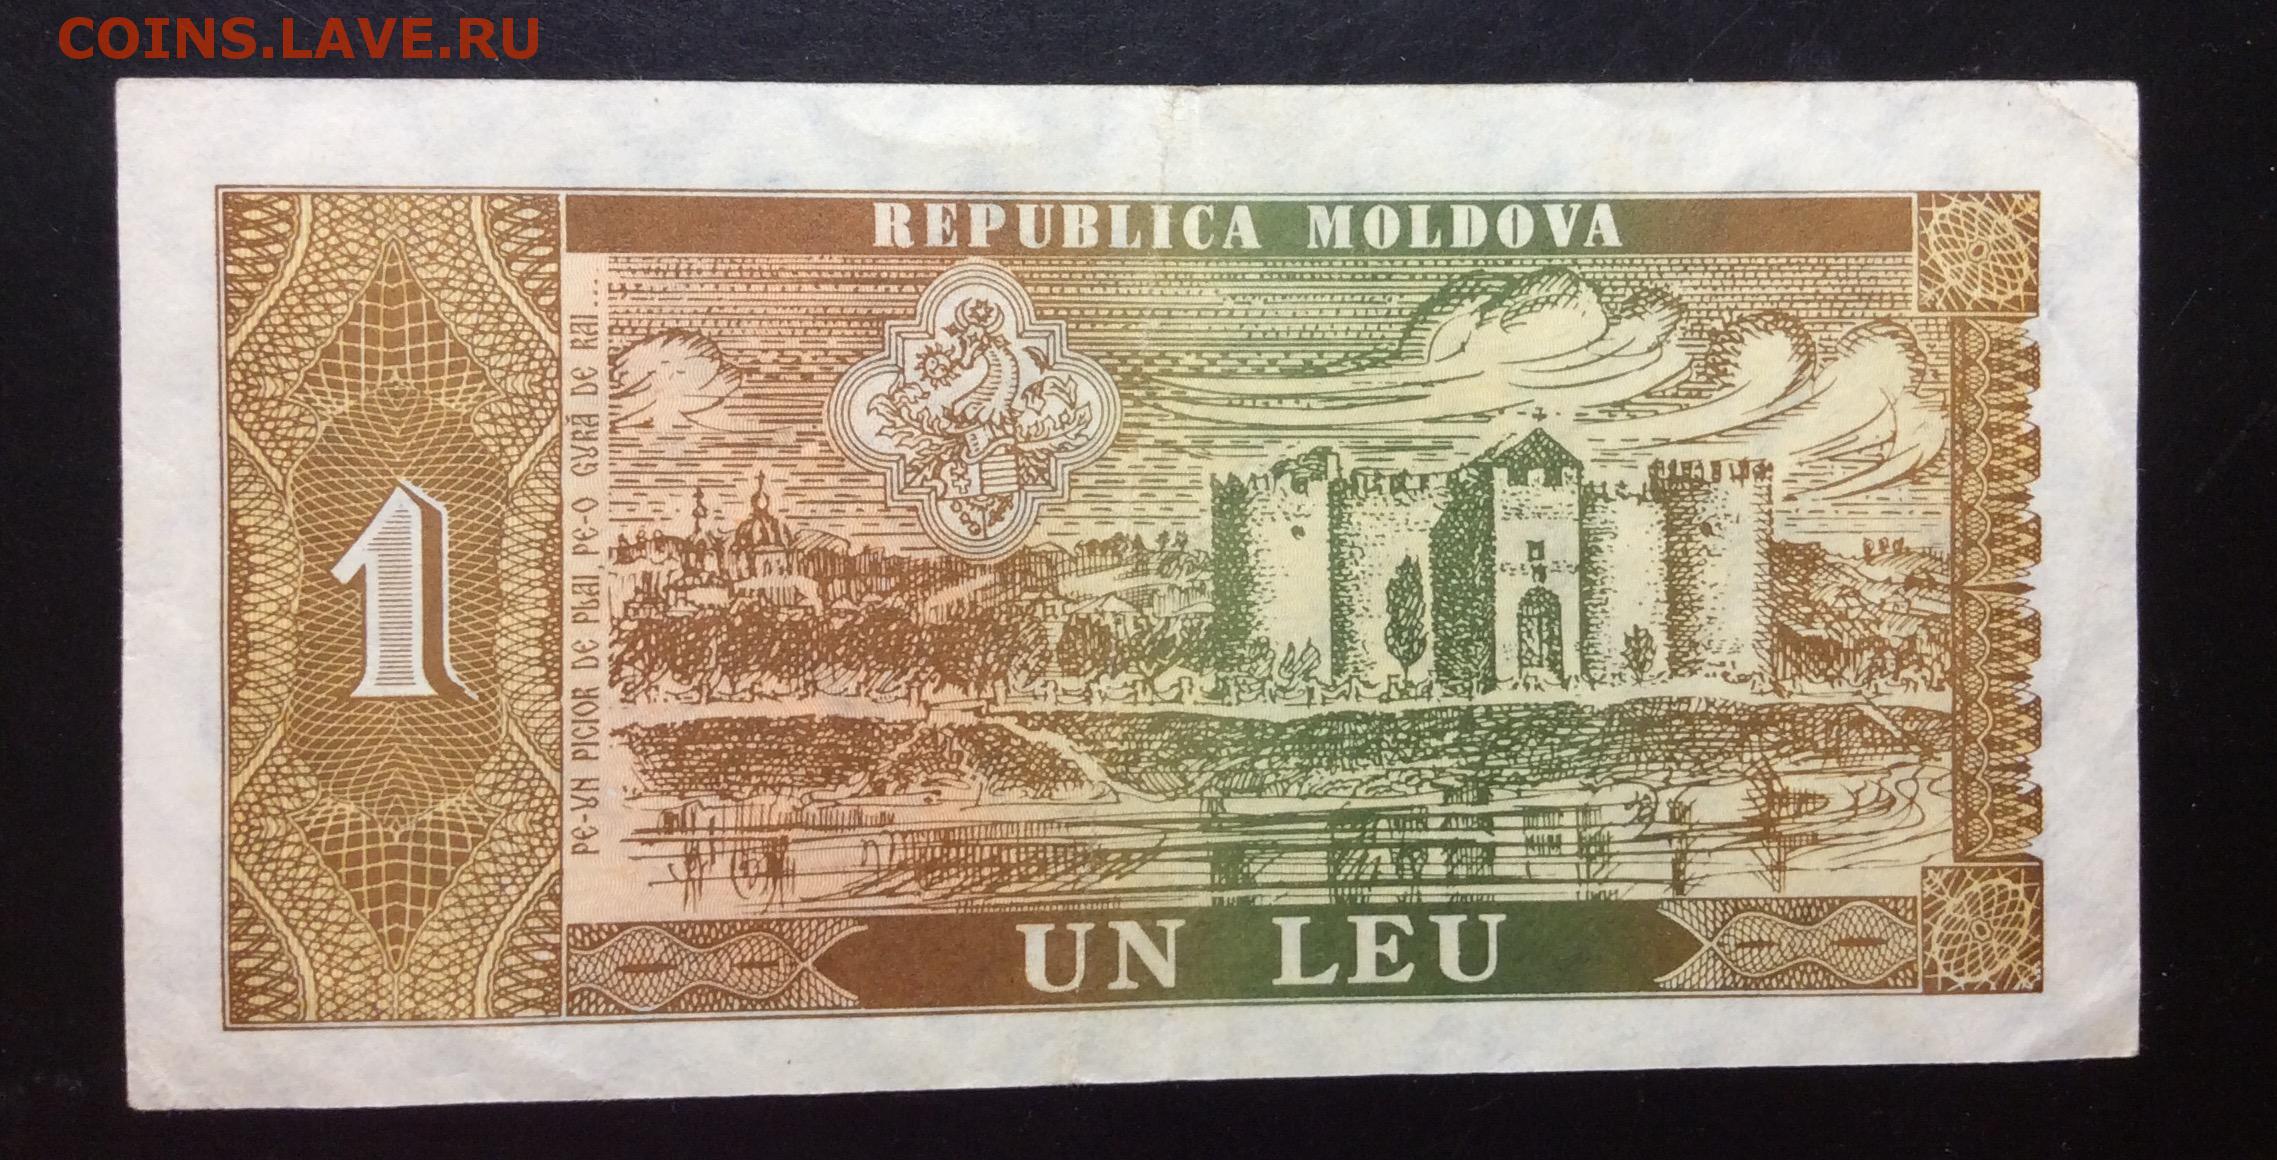 COINS.LAVE.RU
REPUBLICA MOLDOVA
PE-UN PICIOR DE PLAI, PE-O GURĂ DE RAI ...
1
UN LEU